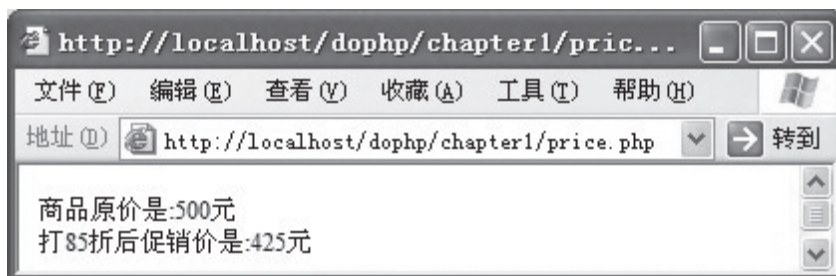 http://localhost/dophp/chapter1/pric...
文件(F) 编辑(E) 查看(V) 收藏(A) 工具(T) 帮助(H)
地址(D) http://localhost/dophp/chapter1/price.php 转到
商品原价是:500元
打85折后促销价是:425元